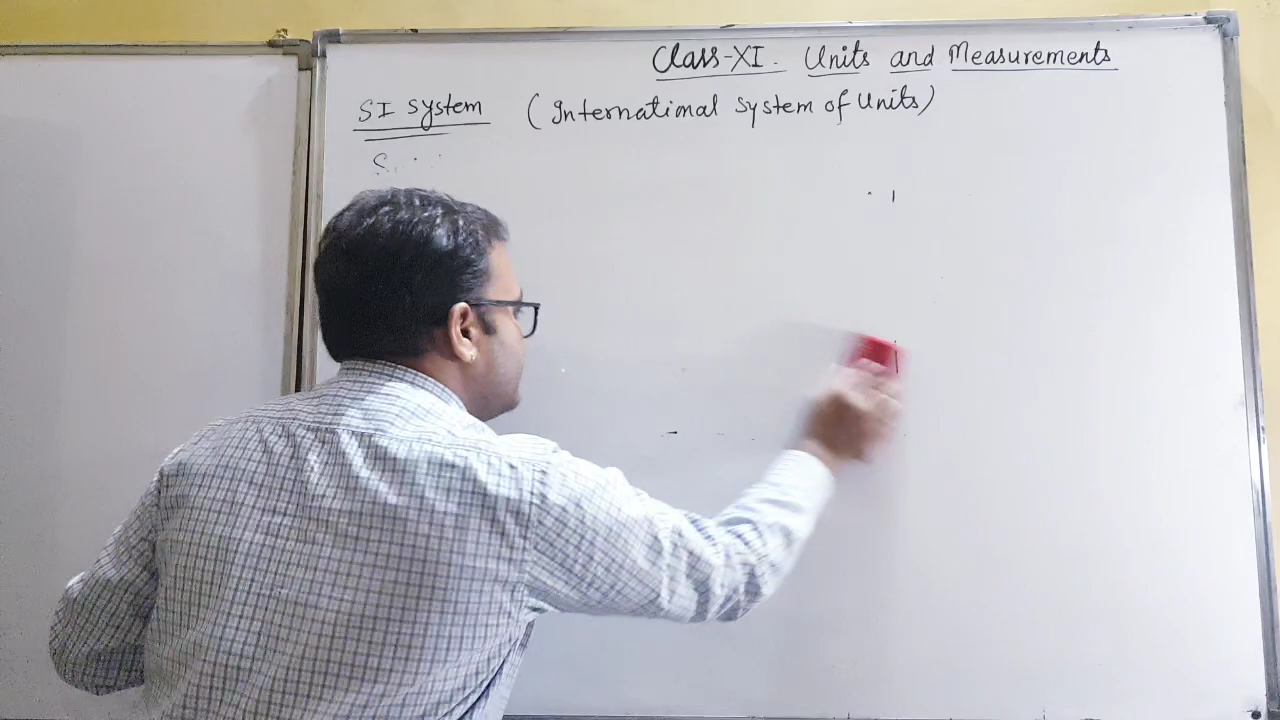 Class-XI. Units and Measurements
SI System (International System of Units)
S